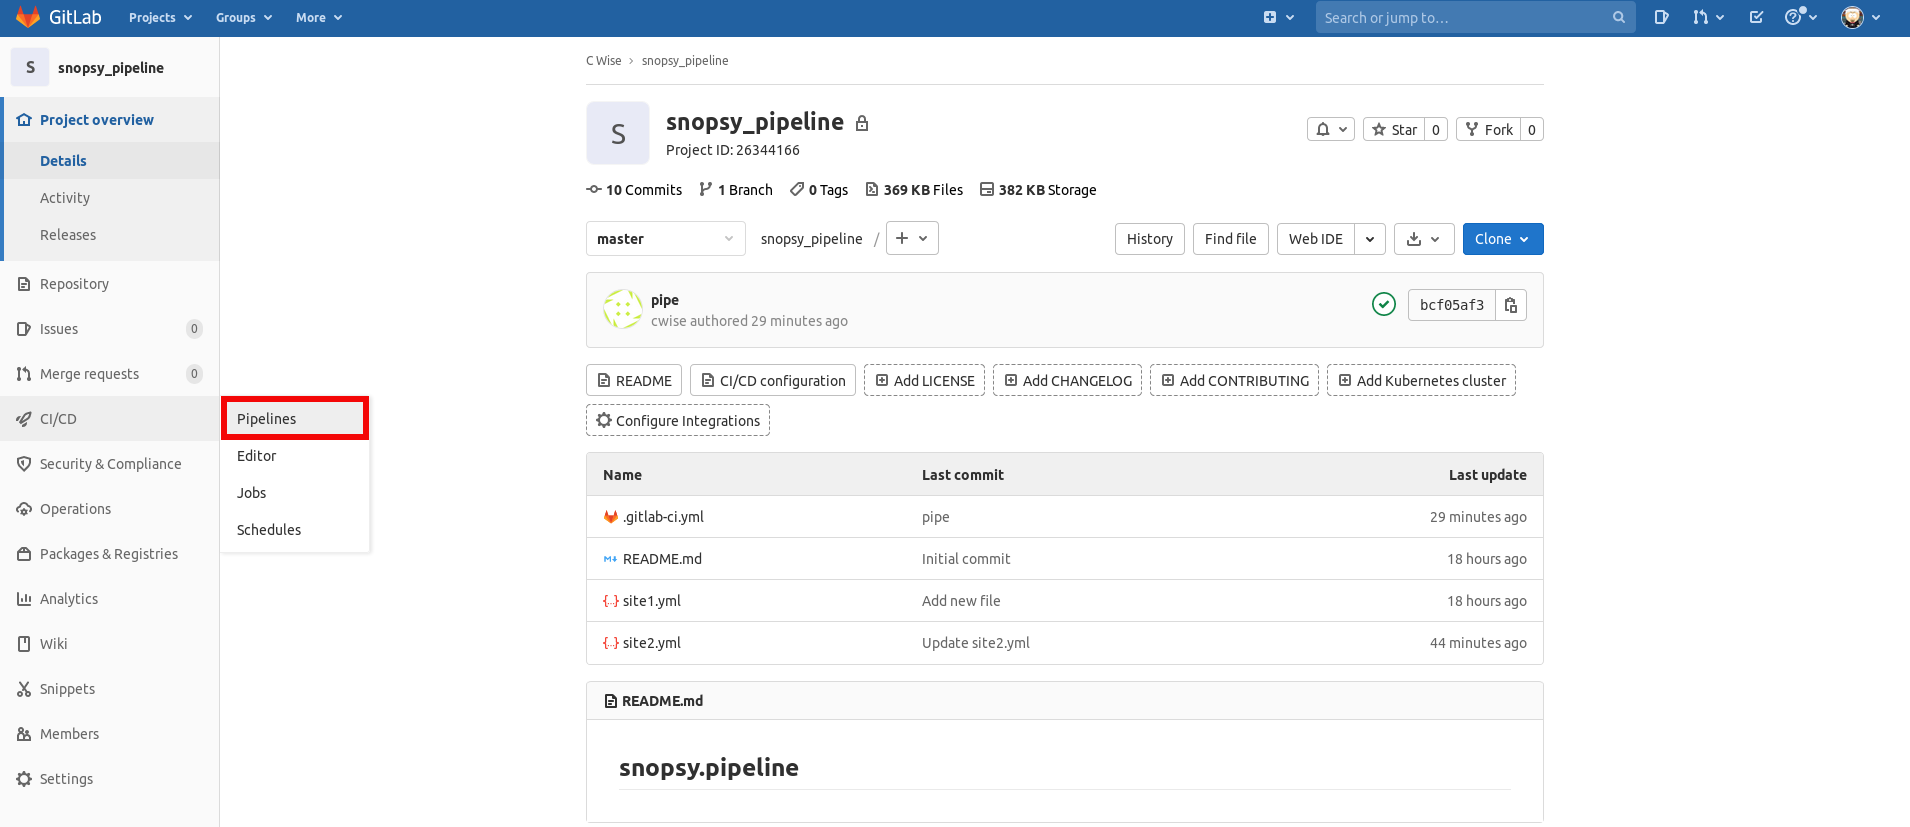 GitLab Projects Groups More Search or jump to...
S snopsy_pipeline
Project overview
Details
Activity
Releases
Repository
Issues 0
Merge requests 0
CI/CD
Security & Compliance
Operations
Packages & Registries
Analytics
Wiki
Snippets
Members
Settings
Pipelines
Editor
Jobs
Schedules
C Wise > snopsy_pipeline
S
snopsy_pipeline
Project ID: 26344166
Star 0 Fork 0
10 Commits 1 Branch 0 Tags 369 KB Files 382 KB Storage
master snopsy_pipeline / + History Find file Web IDE Clone
pipe
cwise authored 29 minutes ago
bcf05af3
README CI/CD configuration Add LICENSE Add CHANGELOG Add CONTRIBUTING Add Kubernetes cluster
Configure Integrations
Name Last commit Last update
.gitlab-ci.yml pipe 29 minutes ago
README.md Initial commit 18 hours ago
site1.yml Add new file 18 hours ago
site2.yml Update site2.yml 44 minutes ago
README.md
snopsy.pipeline